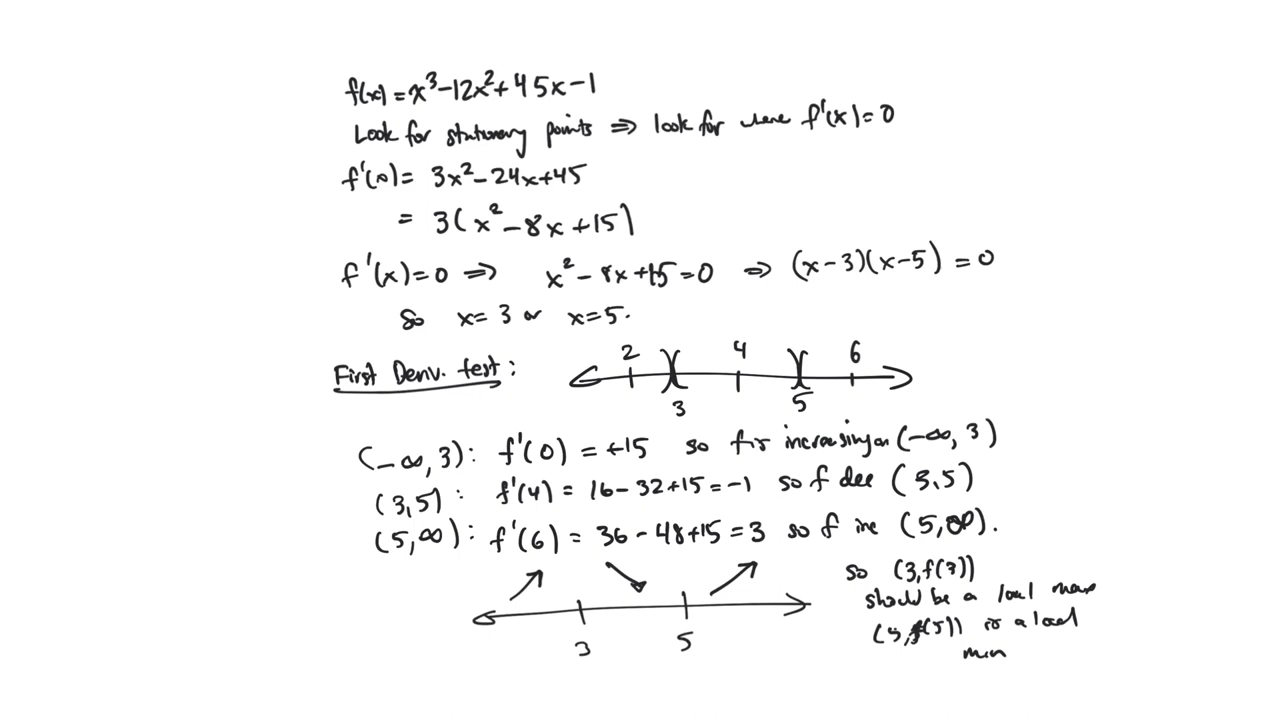 f(x) = x³-12x²+45x-1
Look for stationary points ⇒ look for where f'(x)=0
f'(x)= 3x²-24x+45
= 3(x²-8x+15)
f'(x)=0 ⇒ x²-8x+15=0 ⇒ (x-3)(x-5)=0
So x=3 or x=5.
First Deriv. test:
2 4 6
3 5
(-∞,3): f'(0) = +15 so f is increasing on (-∞,3)
(3,5): f'(4) = 16-32+15=-1 so f dec (3,5)
(5,∞): f'(6) = 36-48+15=3 so f inc (5,∞).
3 5
so (3,f(3))
should be a local max
(5,f(5)) is a local
min